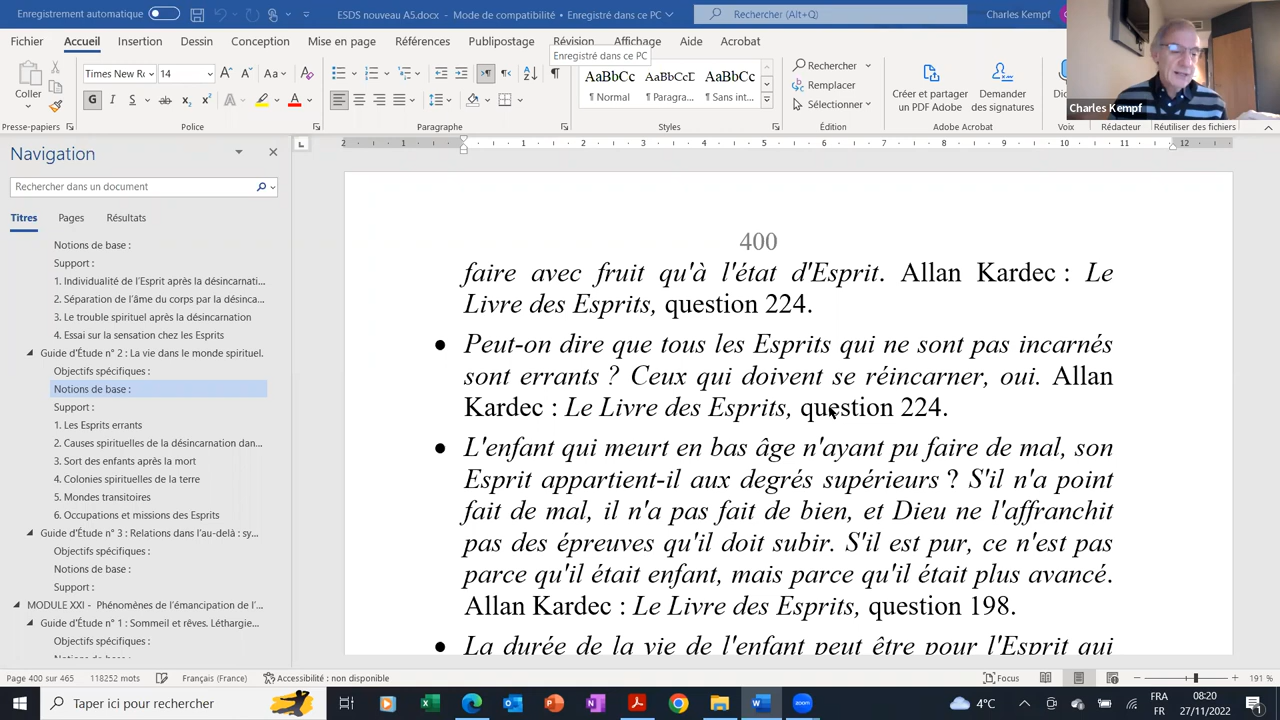 Enregistrement automatique
ESDS nouveau A5.docx - Mode de compatibilité • Enregistré dans ce PC
Rechercher (Alt+Q)
Charles Kempf
Fichier Accueil Insertion Dessin Conception Mise en page Références Publipostage Révision Affichage Aide Acrobat
Enregistré dans ce PC
Coller
Times New Ro 14
G I S
AaBbCc AaBbCcD AaBbCc
¶ Normal ¶ Paragra... ¶ Sans int...
Rechercher
Remplacer
Sélectionner
Créer et partager
un PDF Adobe
Demander
des signatures
Charles Kempf
Presse-papiers Police Paragraphe Styles Édition Adobe Acrobat Voix Rédacteur Réutiliser des fichiers
2 1 1 2 3 4 5 6 7 8 9 10 11 12
Navigation
Rechercher dans un document
Titres Pages Résultats
Notions de base :
Support :
1. Individualité de l'Esprit après la désincarnati...
2. Séparation de l'âme du corps par la désinca...
3. Le trouble spirituel après la désincarnation
4. Essai sur la sensation chez les Esprits
Guide d'Étude n° 2 : La vie dans le monde spirituel.
Objectifs spécifiques :
Notions de base :
Support :
1. Les Esprits errants
2. Causes spirituelles de la désincarnation dan...
3. Sort des enfants après la mort
4. Colonies spirituelles de la terre
5. Mondes transitoires
6. Occupations et missions des Esprits
Guide d'Étude n° 3 : Relations dans l'au-delà : sy...
Objectifs spécifiques :
Notions de base :
Support :
MODULE XXI - Phénomènes de l'émancipation de l'...
Guide d'Étude n° 1 : Sommeil et rêves. Léthargie...
Objectifs spécifiques :
400
faire avec fruit qu'à l'état d'Esprit. Allan Kardec : Le
Livre des Esprits, question 224.
• Peut-on dire que tous les Esprits qui ne sont pas incarnés
sont errants ? Ceux qui doivent se réincarner, oui. Allan
Kardec : Le Livre des Esprits, question 224.
• L'enfant qui meurt en bas âge n'ayant pu faire de mal, son
Esprit appartient-il aux degrés supérieurs ? S'il n'a point
fait de mal, il n'a pas fait de bien, et Dieu ne l'affranchit
pas des épreuves qu'il doit subir. S'il est pur, ce n'est pas
parce qu'il était enfant, mais parce qu'il était plus avancé.
Allan Kardec : Le Livre des Esprits, question 198.
• La durée de la vie de l'enfant peut être pour l'Esprit qui
Page 400 sur 465 118252 mots Français (France) Accessibilité : non disponible
Focus
191 %
Taper ici pour rechercher
zoom
4°C
FRA
08:20
27/11/2022